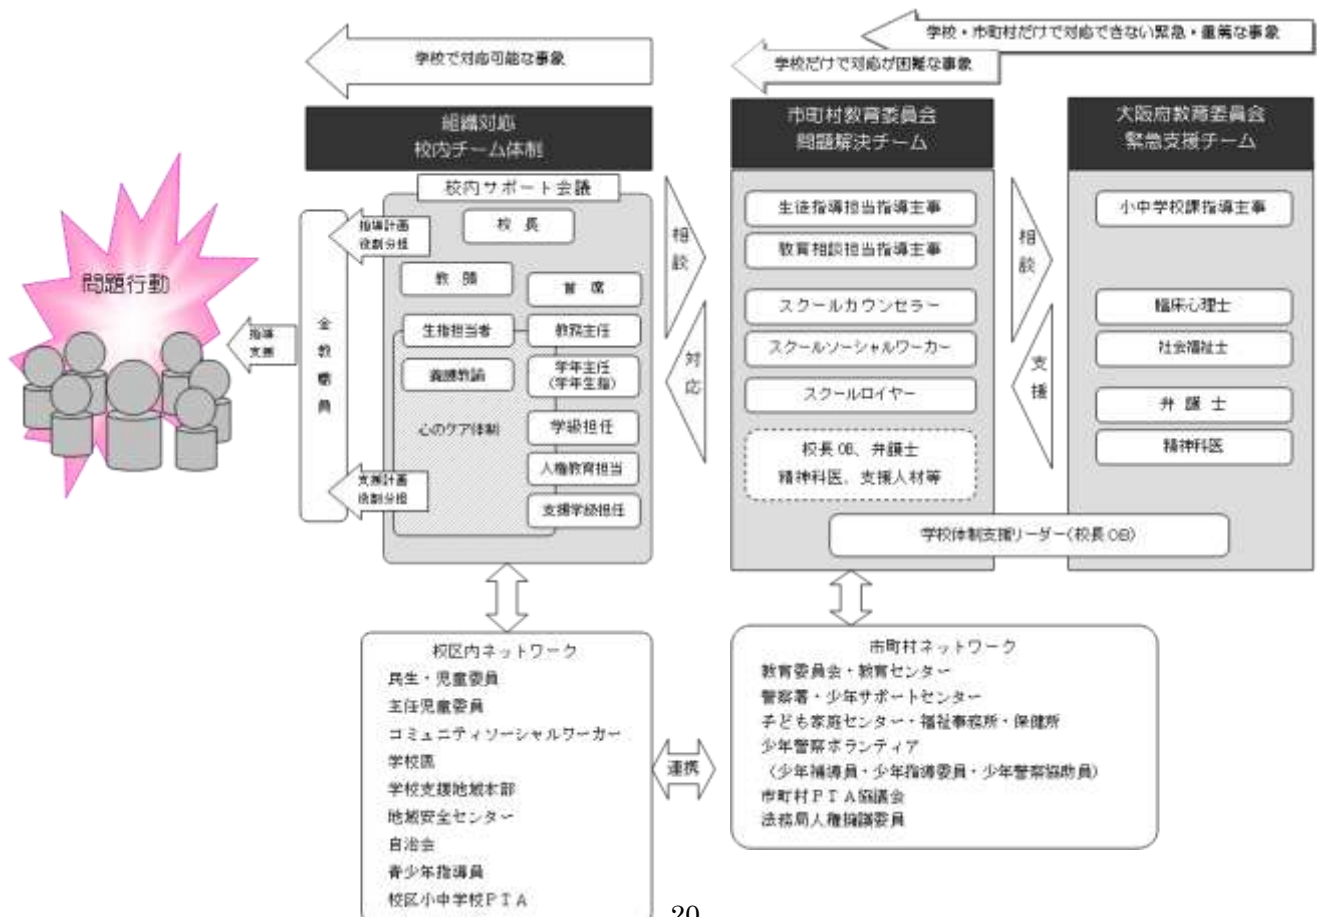 学校・市町村だけで対応できない緊急・重篤な事象
学校で対応可能な事象
学校だけで対応が困難な事象
組織対応
校内チーム体制
市町村教育委員会
問題解決チーム
大阪府教育委員会
緊急支援チーム
問題行動
指導
支援
全教職員
校内サポート会議
指導計画
役割分担
校長
教頭
首席
生指担当者
教務主任
養護教諭
学年主任
(学年生指)
心のケア体制
学級担任
人権教育担当
支援学級担任
支援計画
役割分担
相談
対応
生徒指導担当指導主事
教育相談担当指導主事
スクールカウンセラー
スクールソーシャルワーカー
スクールロイヤー
校長OB、弁護士
精神科医、支援人材等
相談
支援
小中学校課指導主事
臨床心理士
社会福祉士
弁護士
精神科医
学校体制支援リーダー(校長OB)
校区内ネットワーク
民生・児童委員
主任児童委員
コミュニティソーシャルワーカー
学校医
学校支援地域本部
地域安全センター
自治会
青少年指導員
校区小中学校PTA
連携
市町村ネットワーク
教育委員会・教育センター
警察署・少年サポートセンター
子ども家庭センター・福祉事務所・保健所
少年警察ボランティア
(少年補導員・少年指導委員・少年警察協助員)
市町村PTA協議会
法務局人権擁護委員
20